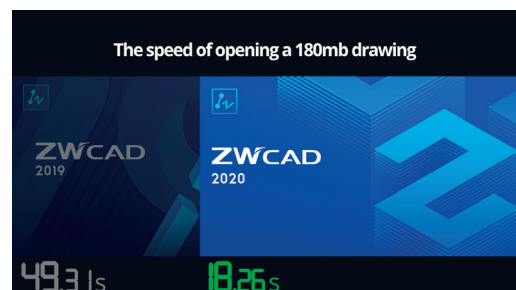 The speed of opening a 180mb drawing
ZWCAD
2019
ZWCAD
2020
49.31s
18.26s